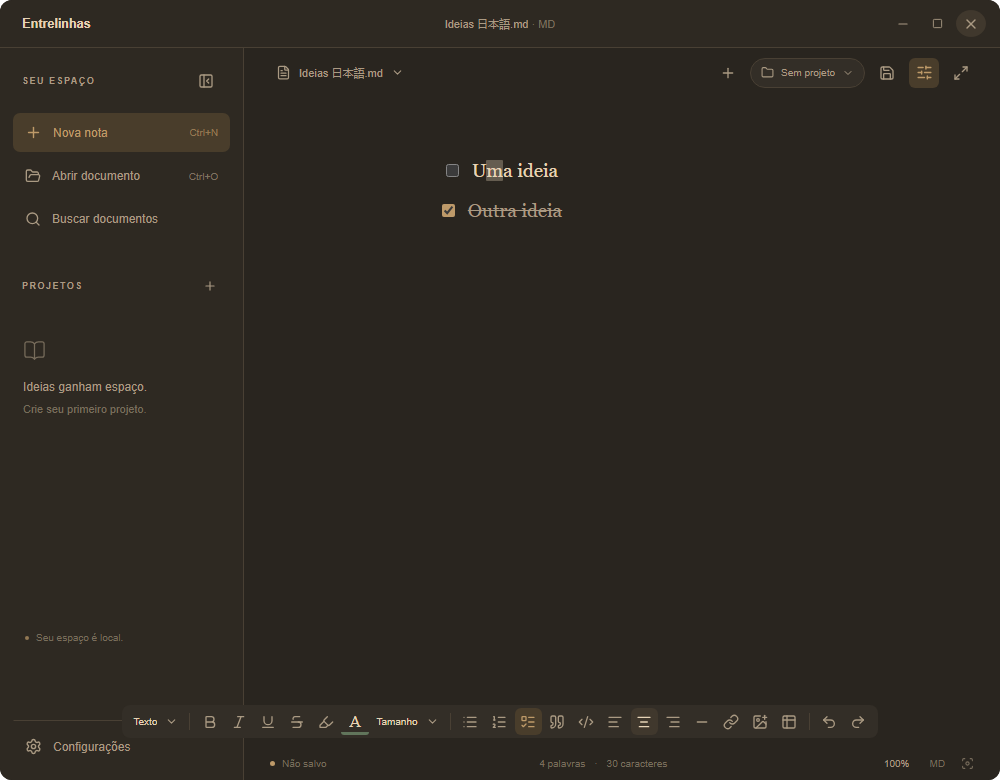 Entrelinhas
Ideias 日本語.md · MD
SEU ESPAÇO
Ideias 日本語.md
Sem projeto
Nova nota Ctrl+N
Abrir documento Ctrl+O
Buscar documentos
Uma ideia
Outra ideia
PROJETOS
Ideias ganham espaço.
Crie seu primeiro projeto.
Seu espaço é local.
Texto
A
Tamanho
Configurações
Não salvo
4 palavras · 30 caracteres
100%
MD